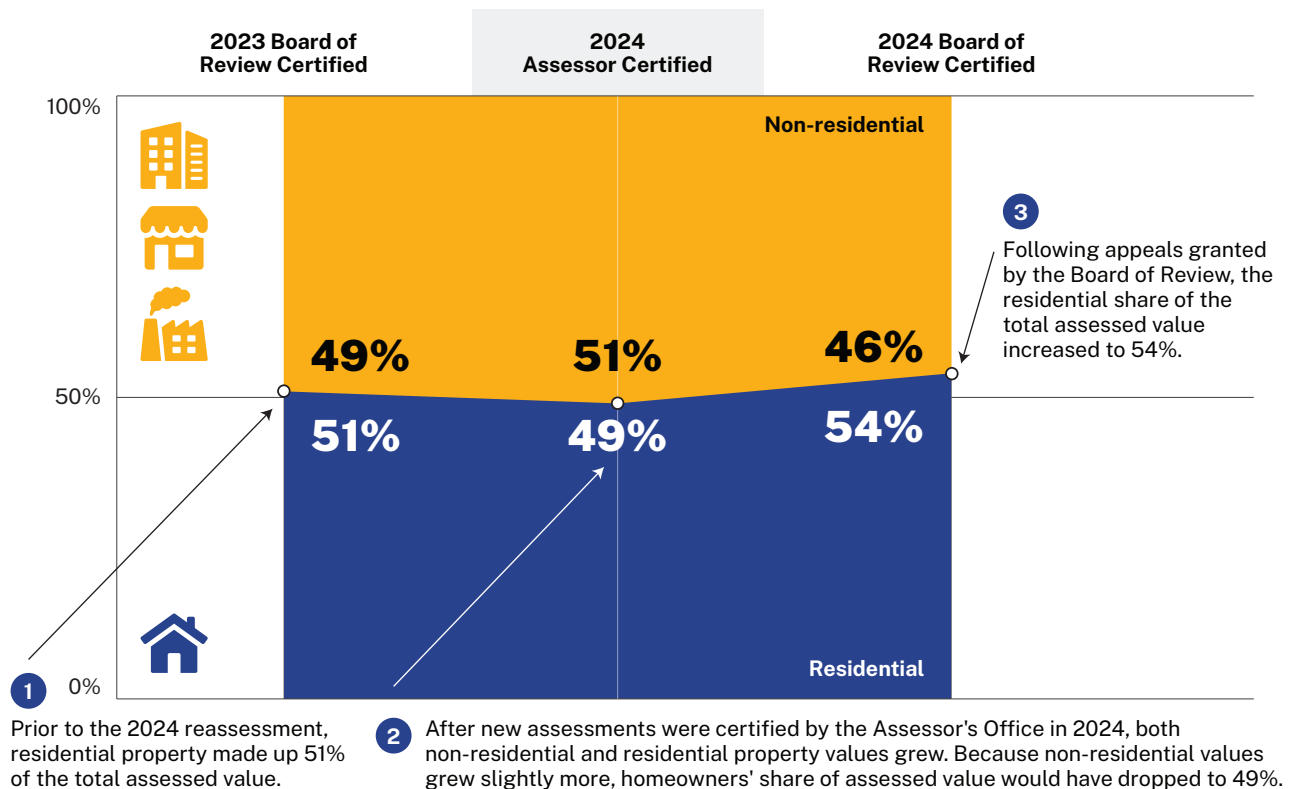 2023 Board of
Review Certified
2024
Assessor Certified
2024 Board of
Review Certified
100%
50%
0%
Non-residential
49%
51%
46%
51%
49%
54%
Residential
3
Following appeals granted
by the Board of Review, the
residential share of the
total assessed value
increased to 54%.
1
Prior to the 2024 reassessment,
residential property made up 51%
of the total assessed value.
2
After new assessments were certified by the Assessor's Office in 2024, both
non-residential and residential property values grew. Because non-residential values
grew slightly more, homeowners' share of assessed value would have dropped to 49%.